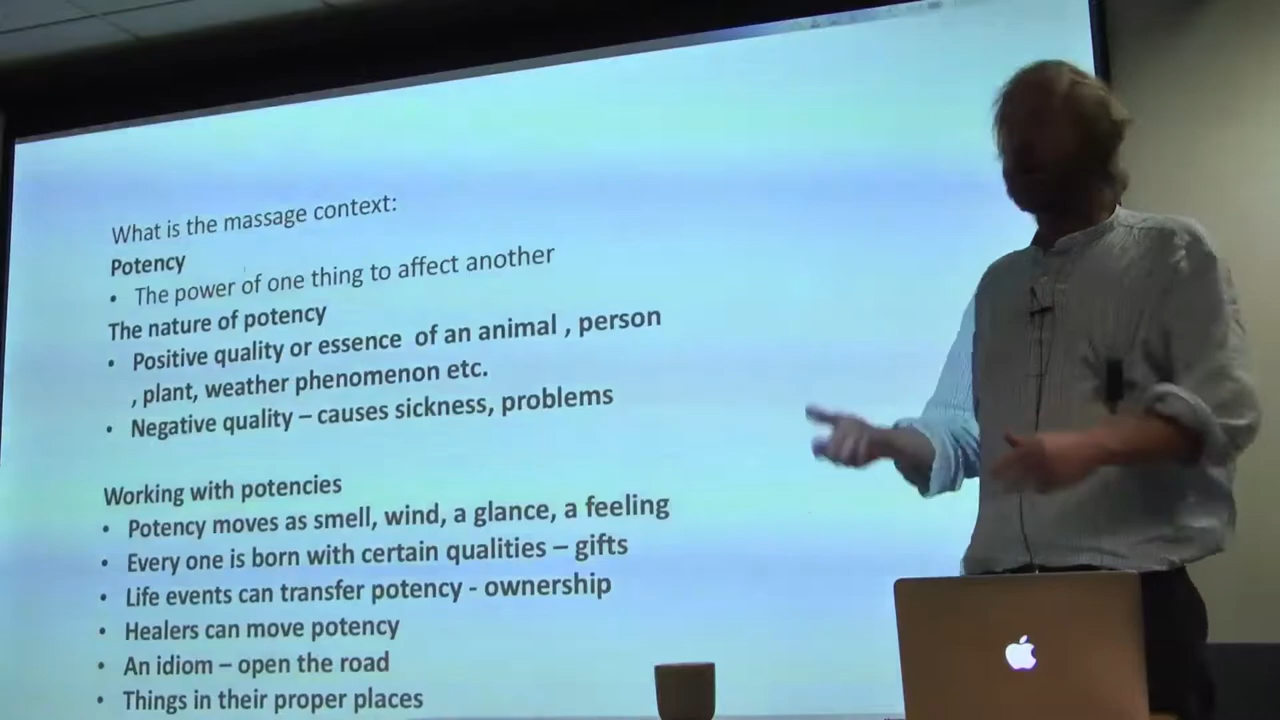 What is the massage context:
Potency
• The power of one thing to affect another
The nature of potency
• Positive quality or essence of an animal , person
, plant, weather phenomenon etc.
• Negative quality – causes sickness, problems
Working with potencies
• Potency moves as smell, wind, a glance, a feeling
• Every one is born with certain qualities – gifts
• Life events can transfer potency - ownership
• Healers can move potency
• An idiom – open the road
• Things in their proper places